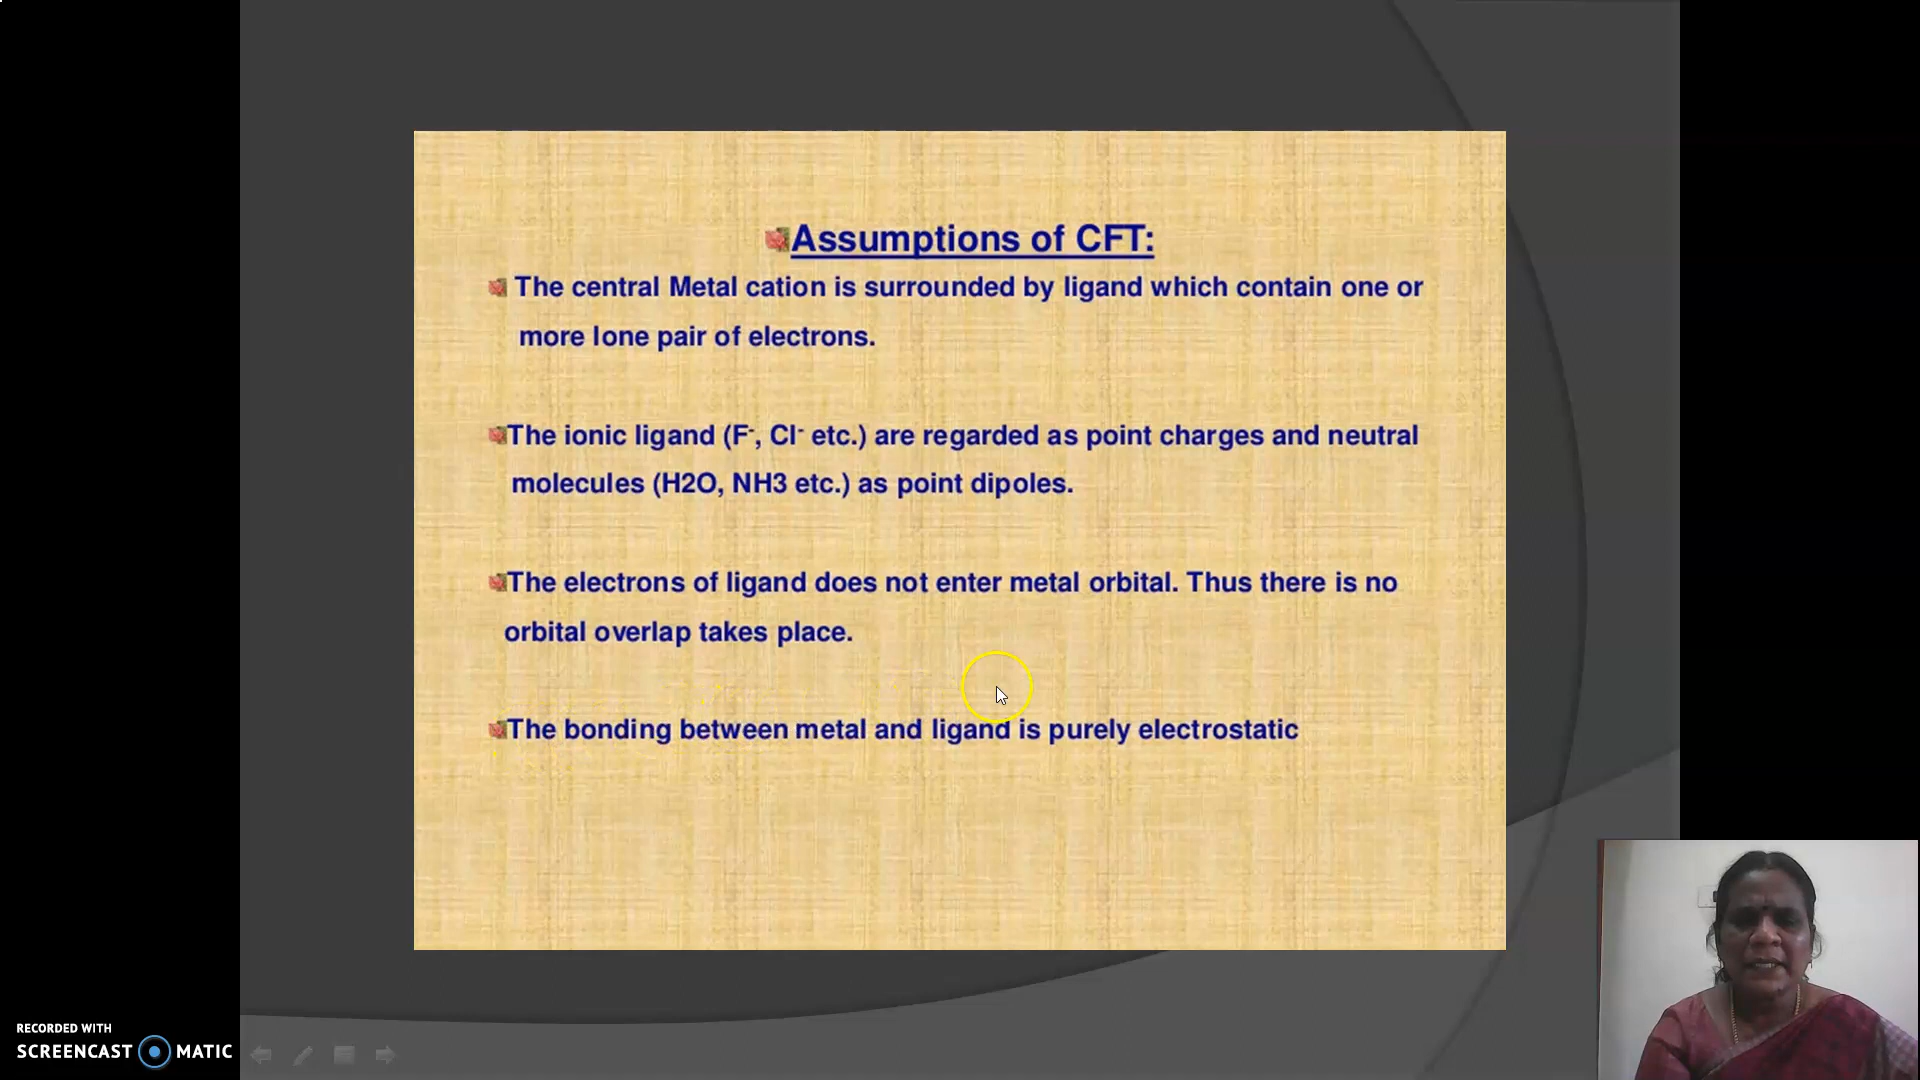 Assumptions of CFT:
The central Metal cation is surrounded by ligand which contain one or
more lone pair of electrons.
The ionic ligand (F-, Cl- etc.) are regarded as point charges and neutral
molecules (H2O, NH3 etc.) as point dipoles.
The electrons of ligand does not enter metal orbital. Thus there is no
orbital overlap takes place.
The bonding between metal and ligand is purely electrostatic
RECORDED WITH
SCREENCAST MATIC